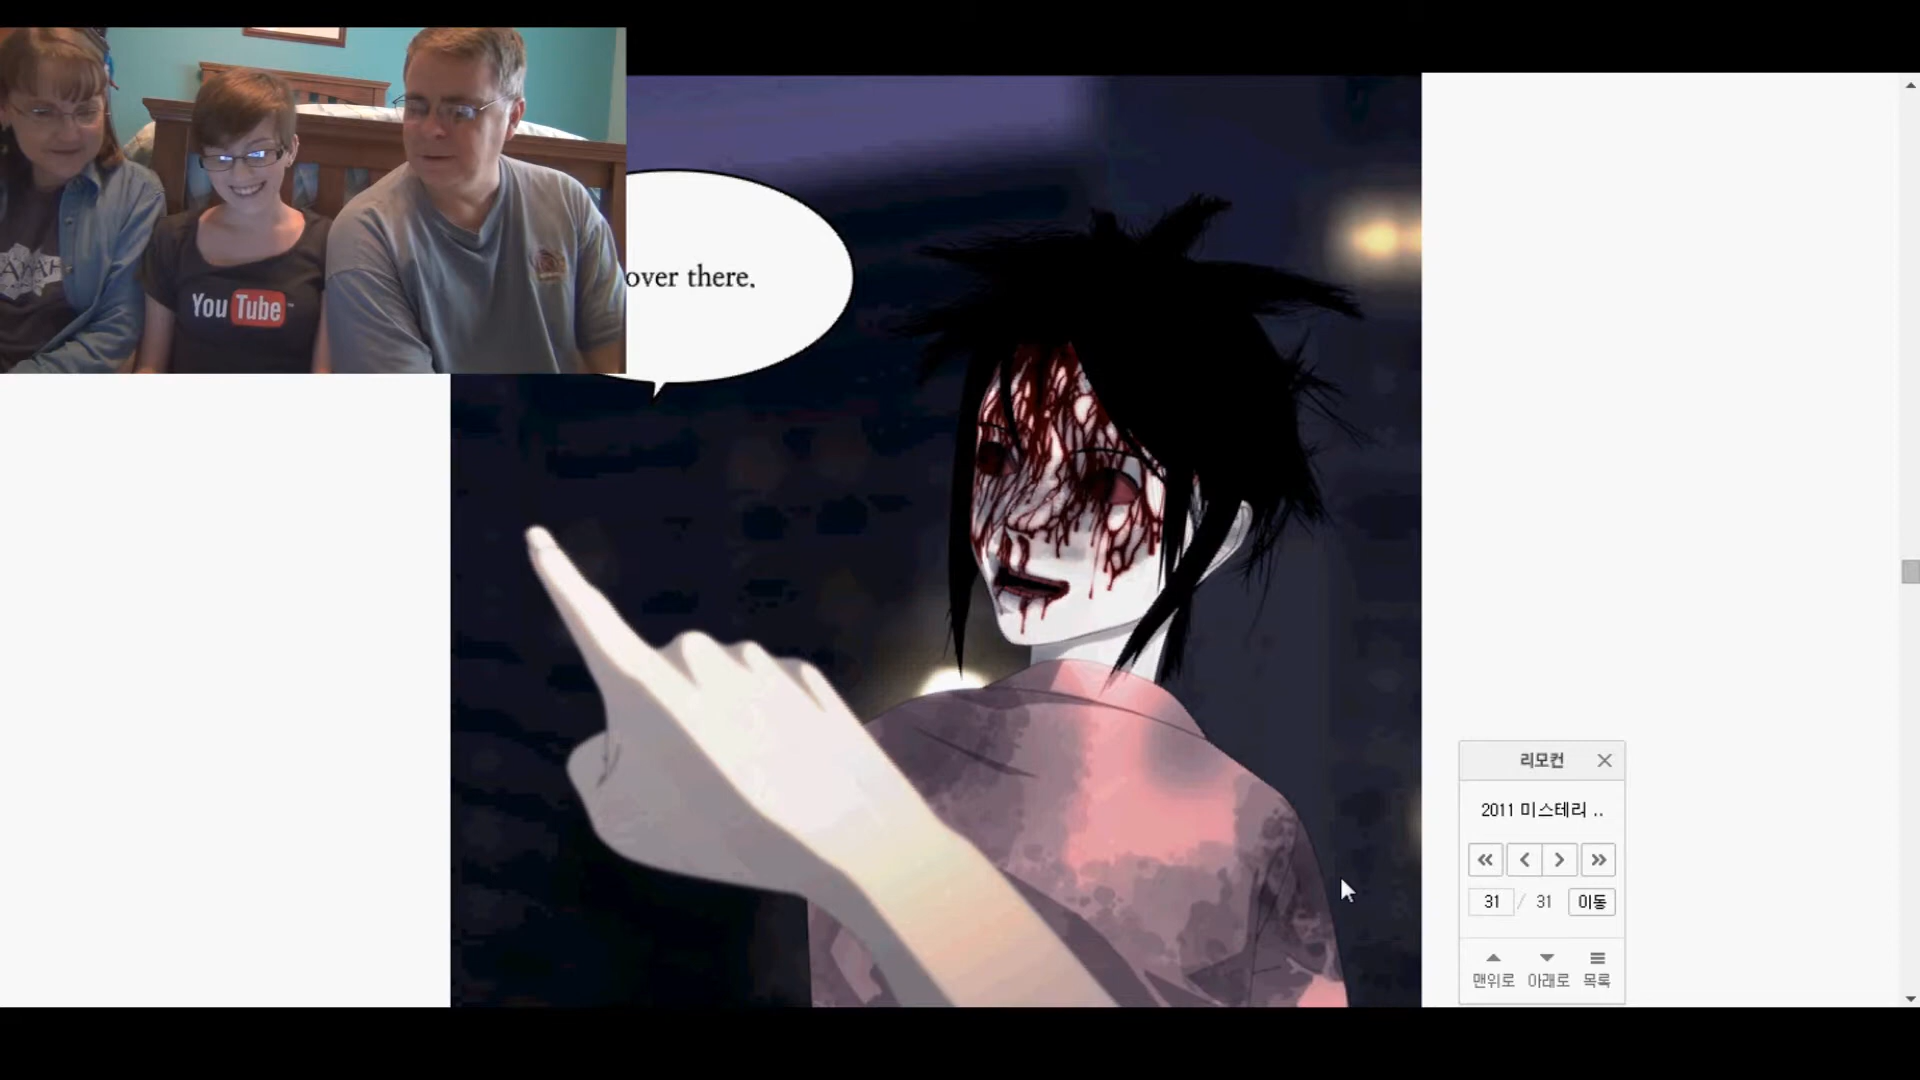 You Tube
over there.
리모컨
2011 미스테리 ..
31 / 31 이동
맨위로 아래로 목록